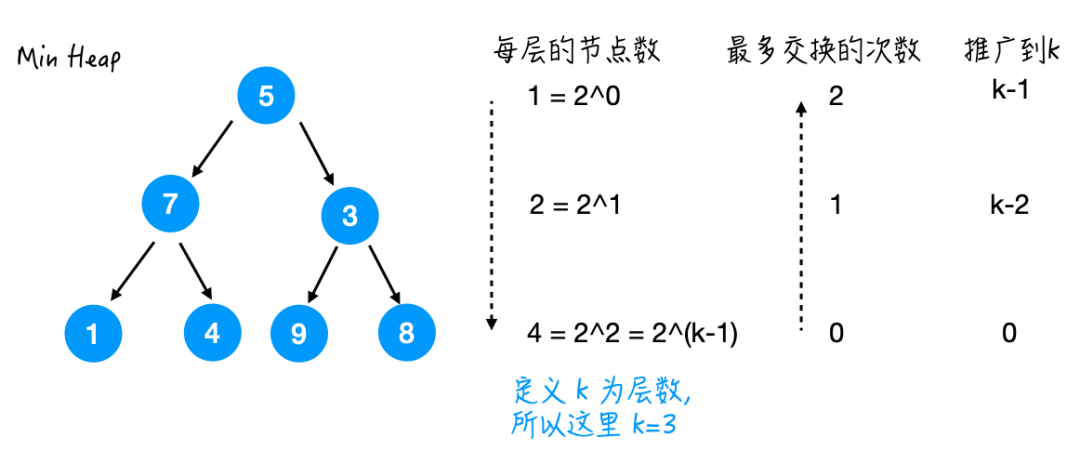 Min Heap
每层的节点数 最多交换的次数 推广到k
5
1 = 2^0 2 k-1
7 3
2 = 2^1 1 k-2
1 4 9 8
4 = 2^2 = 2^(k-1) 0 0
定义 k 为层数,
所以这里 k=3